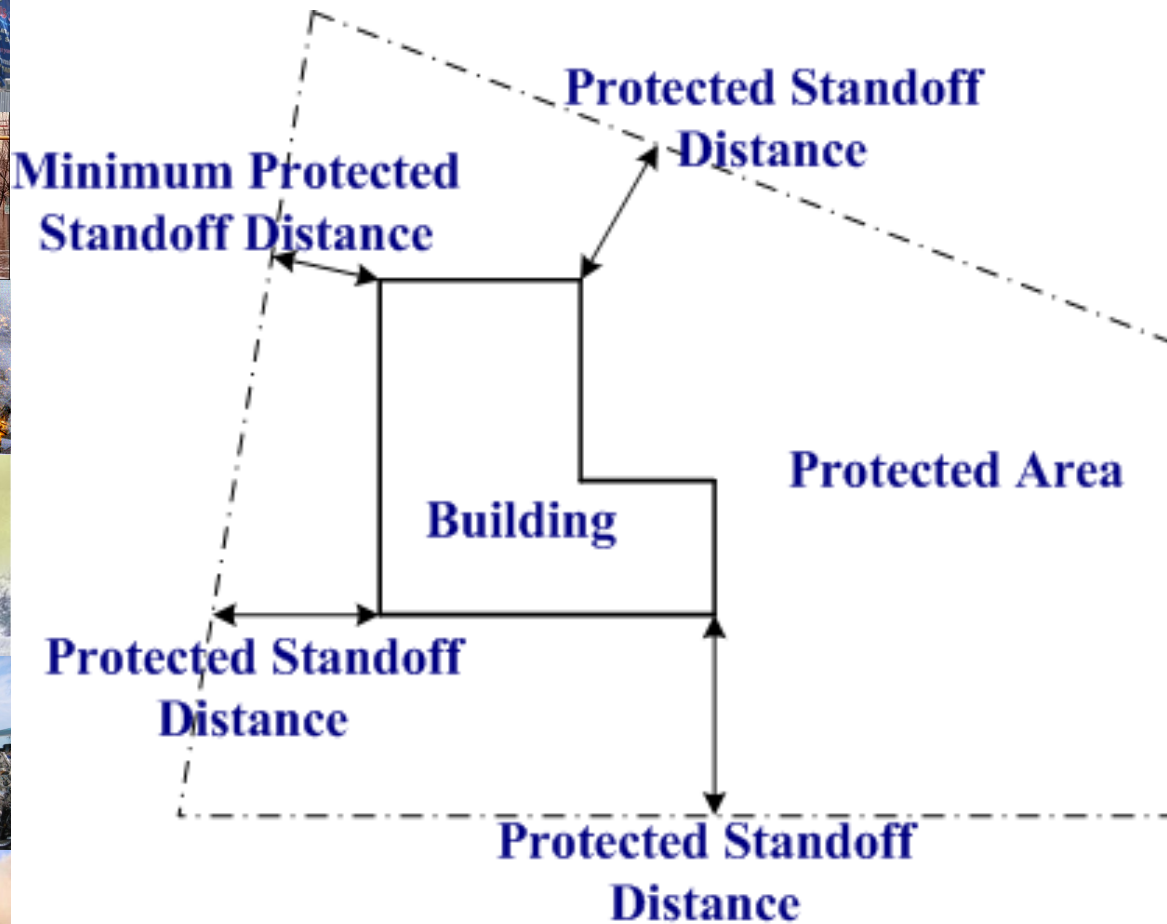 Protected Standoff
Distance
Minimum Protected
Standoff Distance
Protected Area
Building
Protected Standoff
Distance
Protected Standoff
Distance